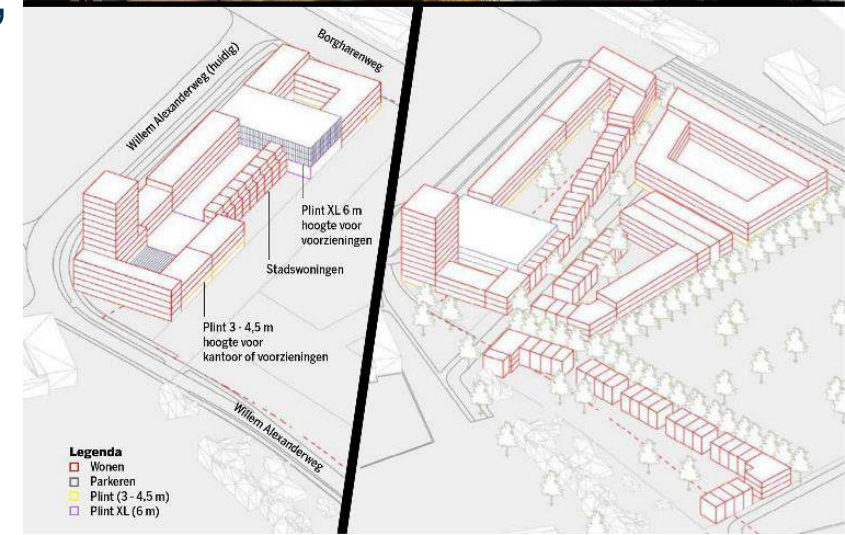 Borgharenweg
Willem Alexanderweg (huidig)
Plint XL 6 m
hoogte voor
voorzieningen
Stadswoningen
Plint 3 - 4,5 m
hoogte voor
kantoor of voorzieningen
Willem Alexanderweg
Legenda
Wonen
Parkeren
Plint (3 - 4,5 m)
Plint XL (6 m)